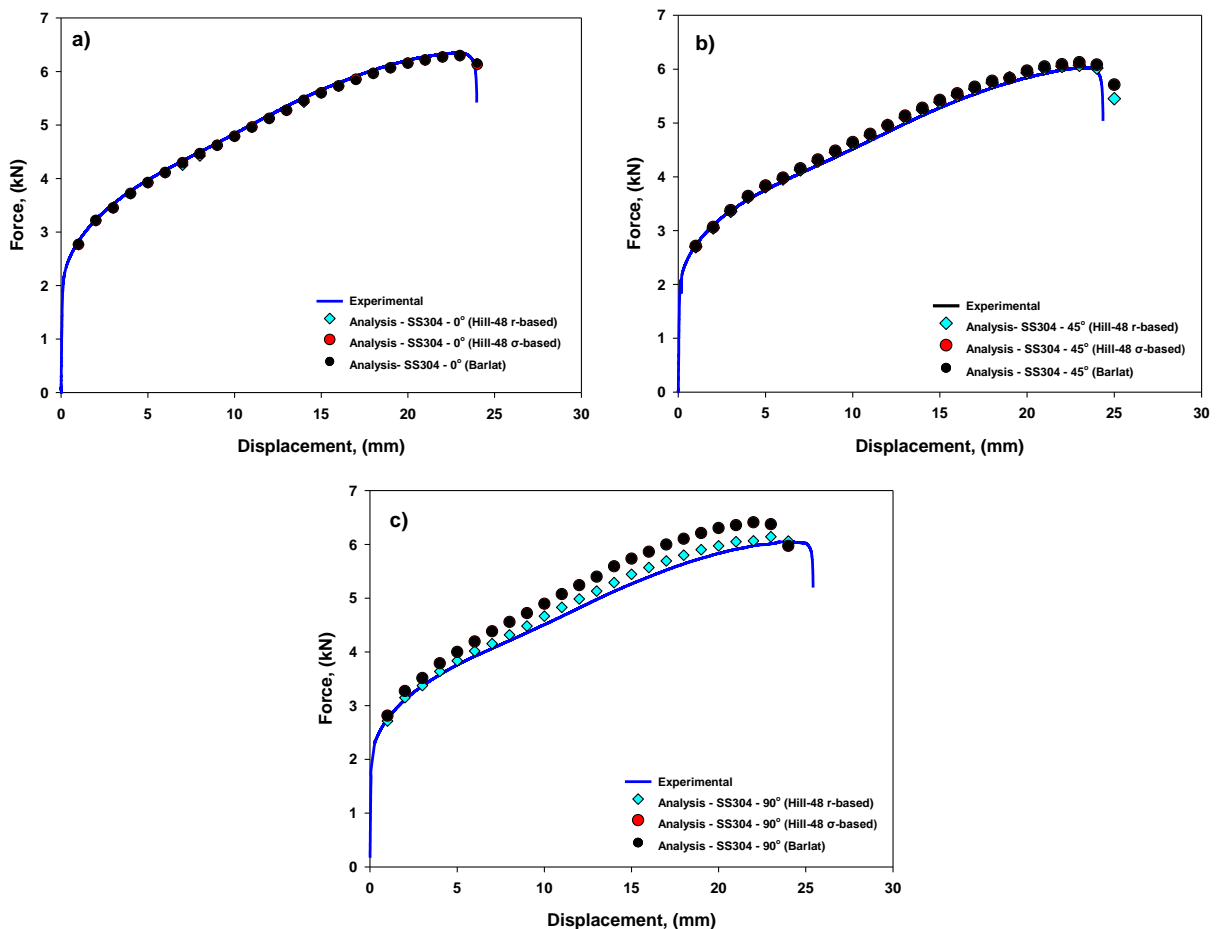 a)
7
6
5
4
3
2
1
0
Force, (kN)
Experimental
Analysis - SS304 - 0° (Hill-48 r-based)
Analysis - SS304 - 0° (Hill-48 σ-based)
Analysis- SS304 - 0° (Barlat)
0 5 10 15 20 25 30
Displacement, (mm)
b)
7
6
5
4
3
2
1
0
Force, (kN)
Experimental
Analysis- SS304 - 45° (Hill-48 r-based)
Analysis - SS304 - 45° (Hill-48 σ-based)
Analysis - SS304 - 45° (Barlat)
0 5 10 15 20 25 30
Displacement, (mm)
c)
7
6
5
4
3
2
1
0
Force, (kN)
Experimental
Analysis - SS304 - 90° (Hill-48 r-based)
Analysis - SS304 - 90° (Hill-48 σ-based)
Analysis - SS304 - 90° (Barlat)
0 5 10 15 20 25 30
Displacement, (mm)